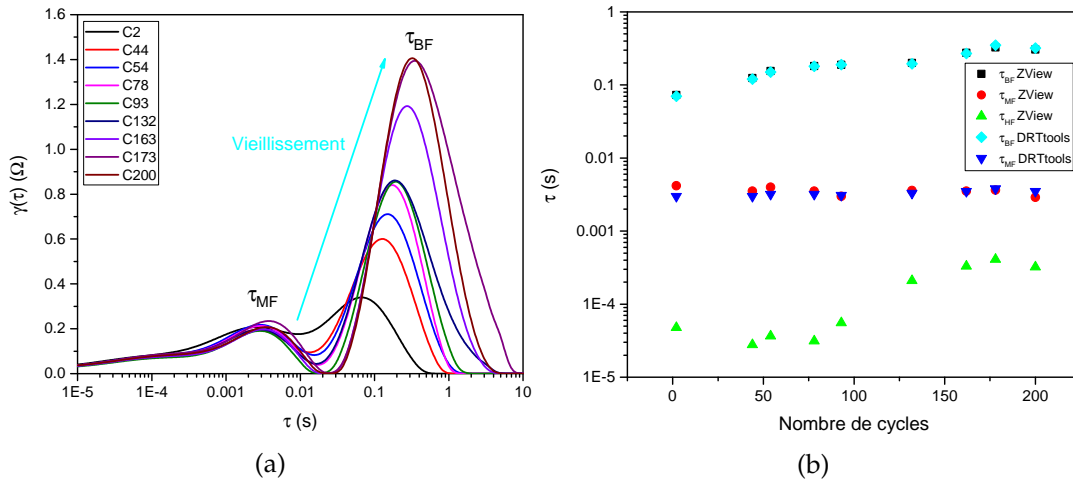 1.6
1.4
1.2
1.0
0.8
0.6
0.4
0.2
0.0
γ(τ) (Ω)
C2
C44
C54
C78
C93
C132
C163
C173
C200
Vieillissement
τBF
τMF
1E-5
1E-4
0.001
0.01
0.1
1
10
τ (s)
(a)
1
0.1
0.01
0.001
1E-4
1E-5
τ (s)
τBF ZView
τMF ZView
τHF ZView
τBF DRTtools
τMF DRTtools
0
50
100
150
200
Nombre de cycles
(b)